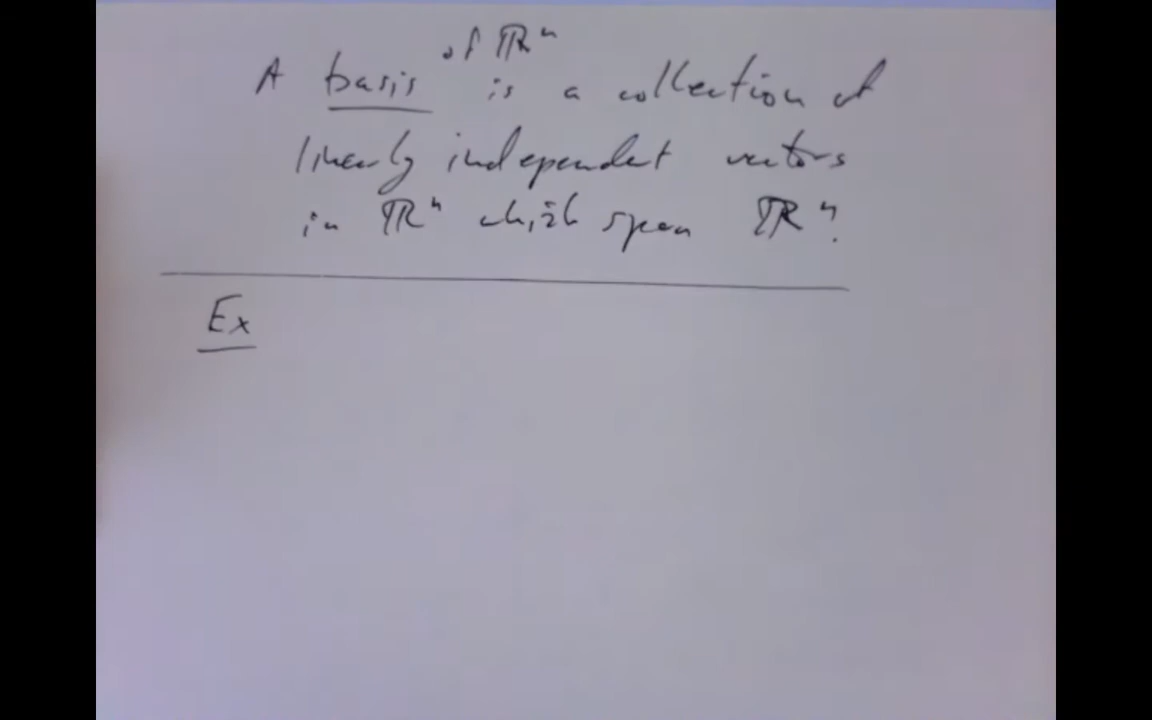 A basis of ℝⁿ is a collection of
linearly independent vectors
in ℝⁿ which span ℝⁿ.
Ex